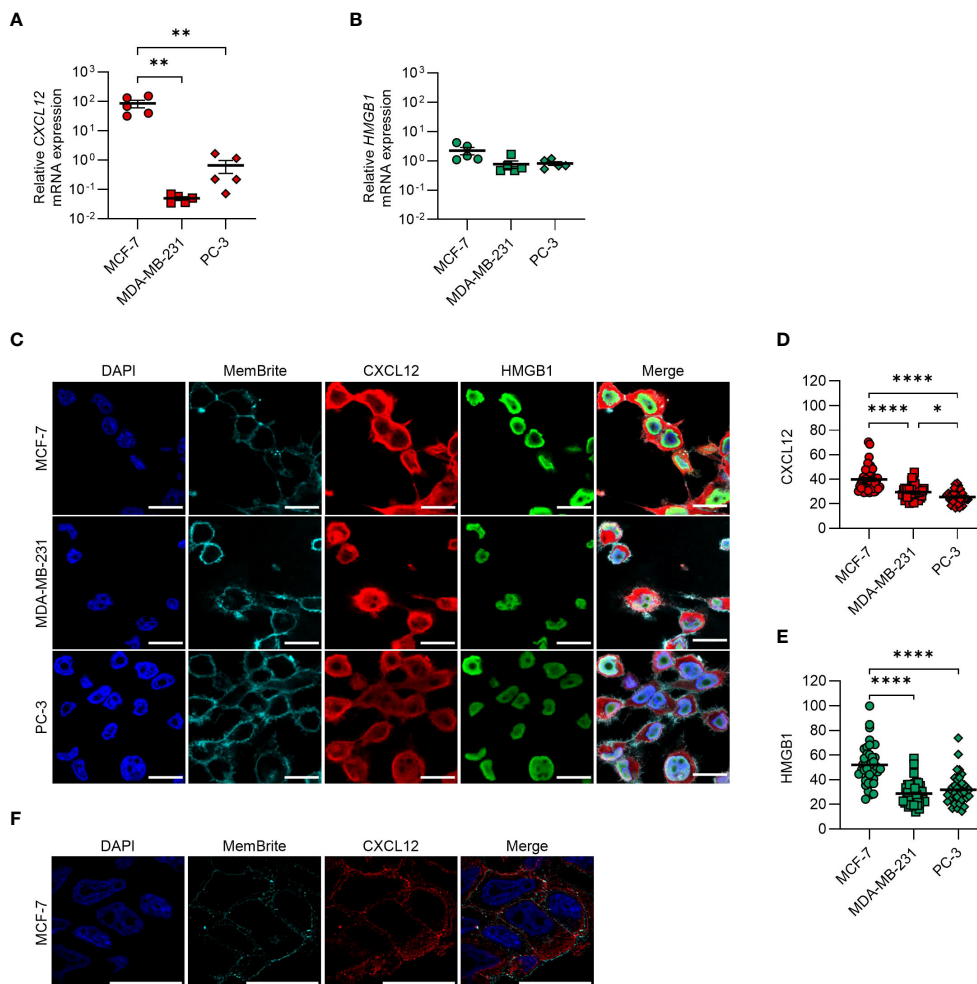 A
**
**
Relative CXCL12
mRNA expression
10³
10²
10¹
10⁰
10⁻¹
10⁻²
MCF-7
MDA-MB-231
PC-3
B
Relative HMGB1
mRNA expression
10³
10²
10¹
10⁰
10⁻¹
10⁻²
MCF-7
MDA-MB-231
PC-3
C
DAPI
MemBrite
CXCL12
HMGB1
Merge
MCF-7
MDA-MB-231
PC-3
D
****
**** *
CXCL12
120
100
80
60
40
20
0
MCF-7
MDA-MB-231
PC-3
E
****
****
HMGB1
120
100
80
60
40
20
0
MCF-7
MDA-MB-231
PC-3
F
DAPI
MemBrite
CXCL12
Merge
MCF-7